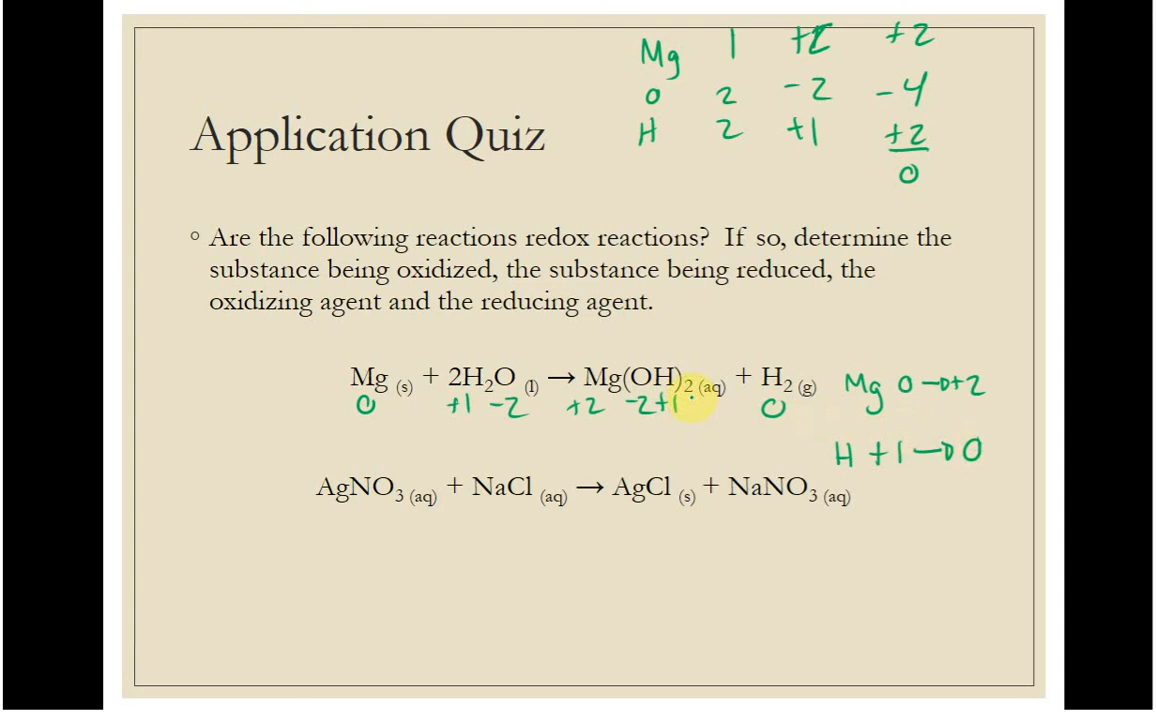 Mg 1 +2 +2
O 2 -2 -4
H 2 +1 +2
0
Application Quiz
◦ Are the following reactions redox reactions? If so, determine the
substance being oxidized, the substance being reduced, the
oxidizing agent and the reducing agent.
Mg (s) + 2H₂O (l) → Mg(OH)₂ (aq) + H₂ (g) Mg 0 → +2
0 +1 -2 +2 -2 +1 0
H +1 → 0
AgNO₃ (aq) + NaCl (aq) → AgCl (s) + NaNO₃ (aq)